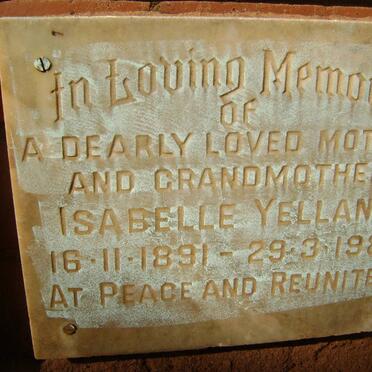 In Loving Memor
OF
A DEARLY LOVED MOT
AND GRANDMOTHE
ISABELLE YELLAN
16·11·1891 - 29·3·198
AT PEACE AND REUNITE